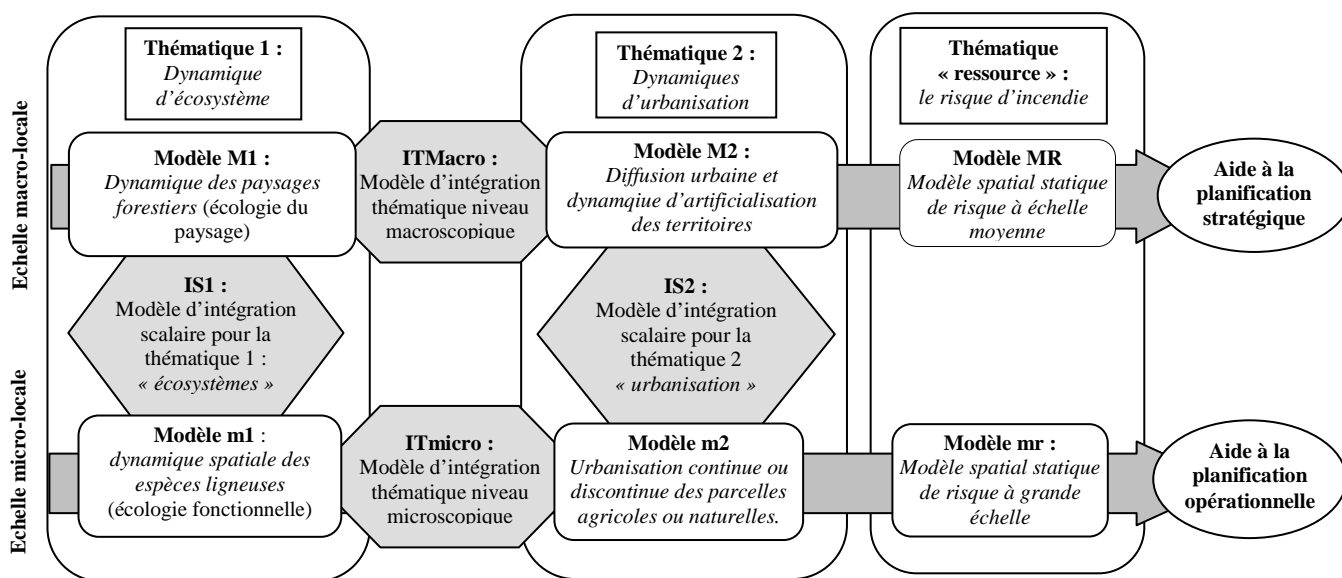 Thématique 1 :
Dynamique
d’écosystème
Thématique 2 :
Dynamiques
d’urbanisation
Thématique
« ressource » :
le risque d’incendie
Echelle macro-locale
Modèle M1 :
Dynamique des paysages
forestiers (écologie du
paysage)
ITMacro :
Modèle d’intégration
thématique niveau
macroscopique
Modèle M2 :
Diffusion urbaine et
dynamqiue d’artificialisation
des territoires
Modèle MR
Modèle spatial statique
de risque à échelle
moyenne
Aide à la
planification
stratégique
IS1 :
Modèle d’intégration
scalaire pour la
thématique 1 :
« écosystèmes »
IS2 :
Modèle d’intégration
scalaire pour la
thématique 2
« urbanisation »
Echelle micro-locale
Modèle m1 :
dynamique spatiale des
espèces ligneuses
(écologie fonctionnelle)
ITmicro :
Modèle d’intégration
thématique niveau
microscopique
Modèle m2
Urbanisation continue ou
discontinue des parcelles
agricoles ou naturelles.
Modèle mr :
Modèle spatial statique
de risque à grande
échelle
Aide à la
planification
opérationnelle